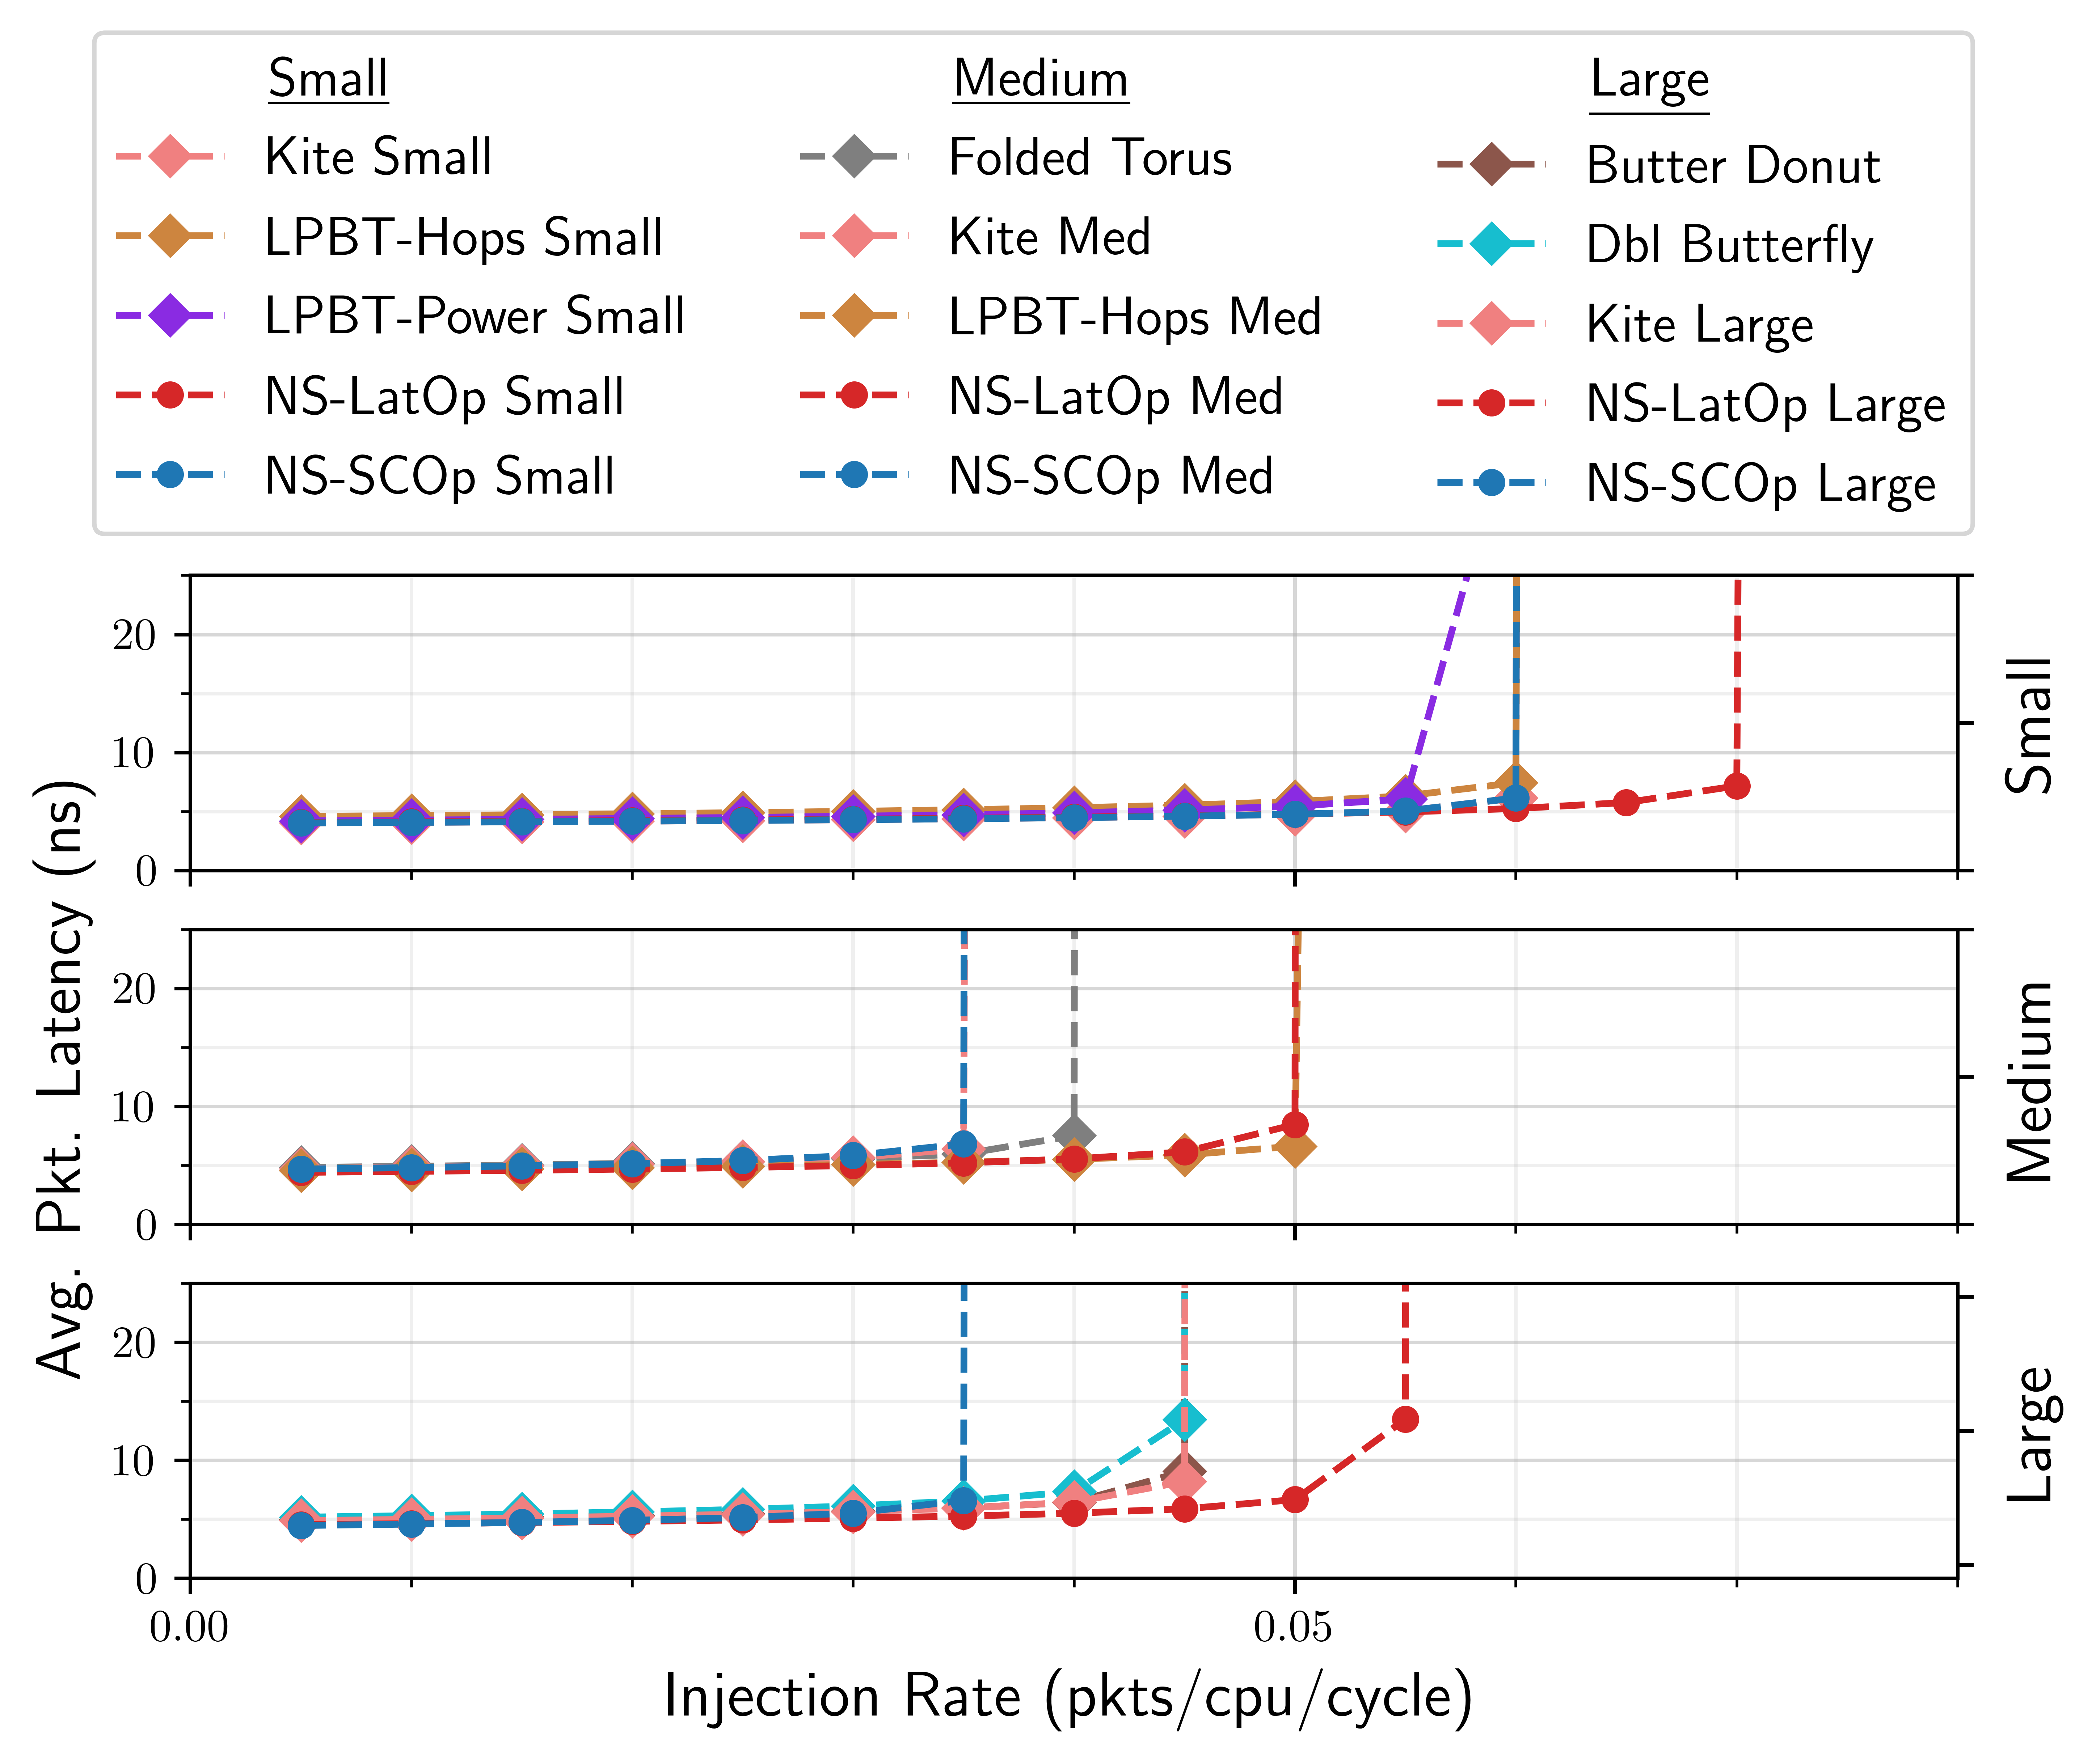 Small
Kite Small
LPBT-Hops Small
LPBT-Power Small
NS-LatOp Small
NS-SCOp Small
Medium
Folded Torus
Kite Med
LPBT-Hops Med
NS-LatOp Med
NS-SCOp Med
Large
Butter Donut
Dbl Butterfly
Kite Large
NS-LatOp Large
NS-SCOp Large
Avg. Pkt. Latency (ns)
20
10
0
Small
20
10
0
Medium
20
10
0
Large
0.00
0.05
Injection Rate (pkts/cpu/cycle)